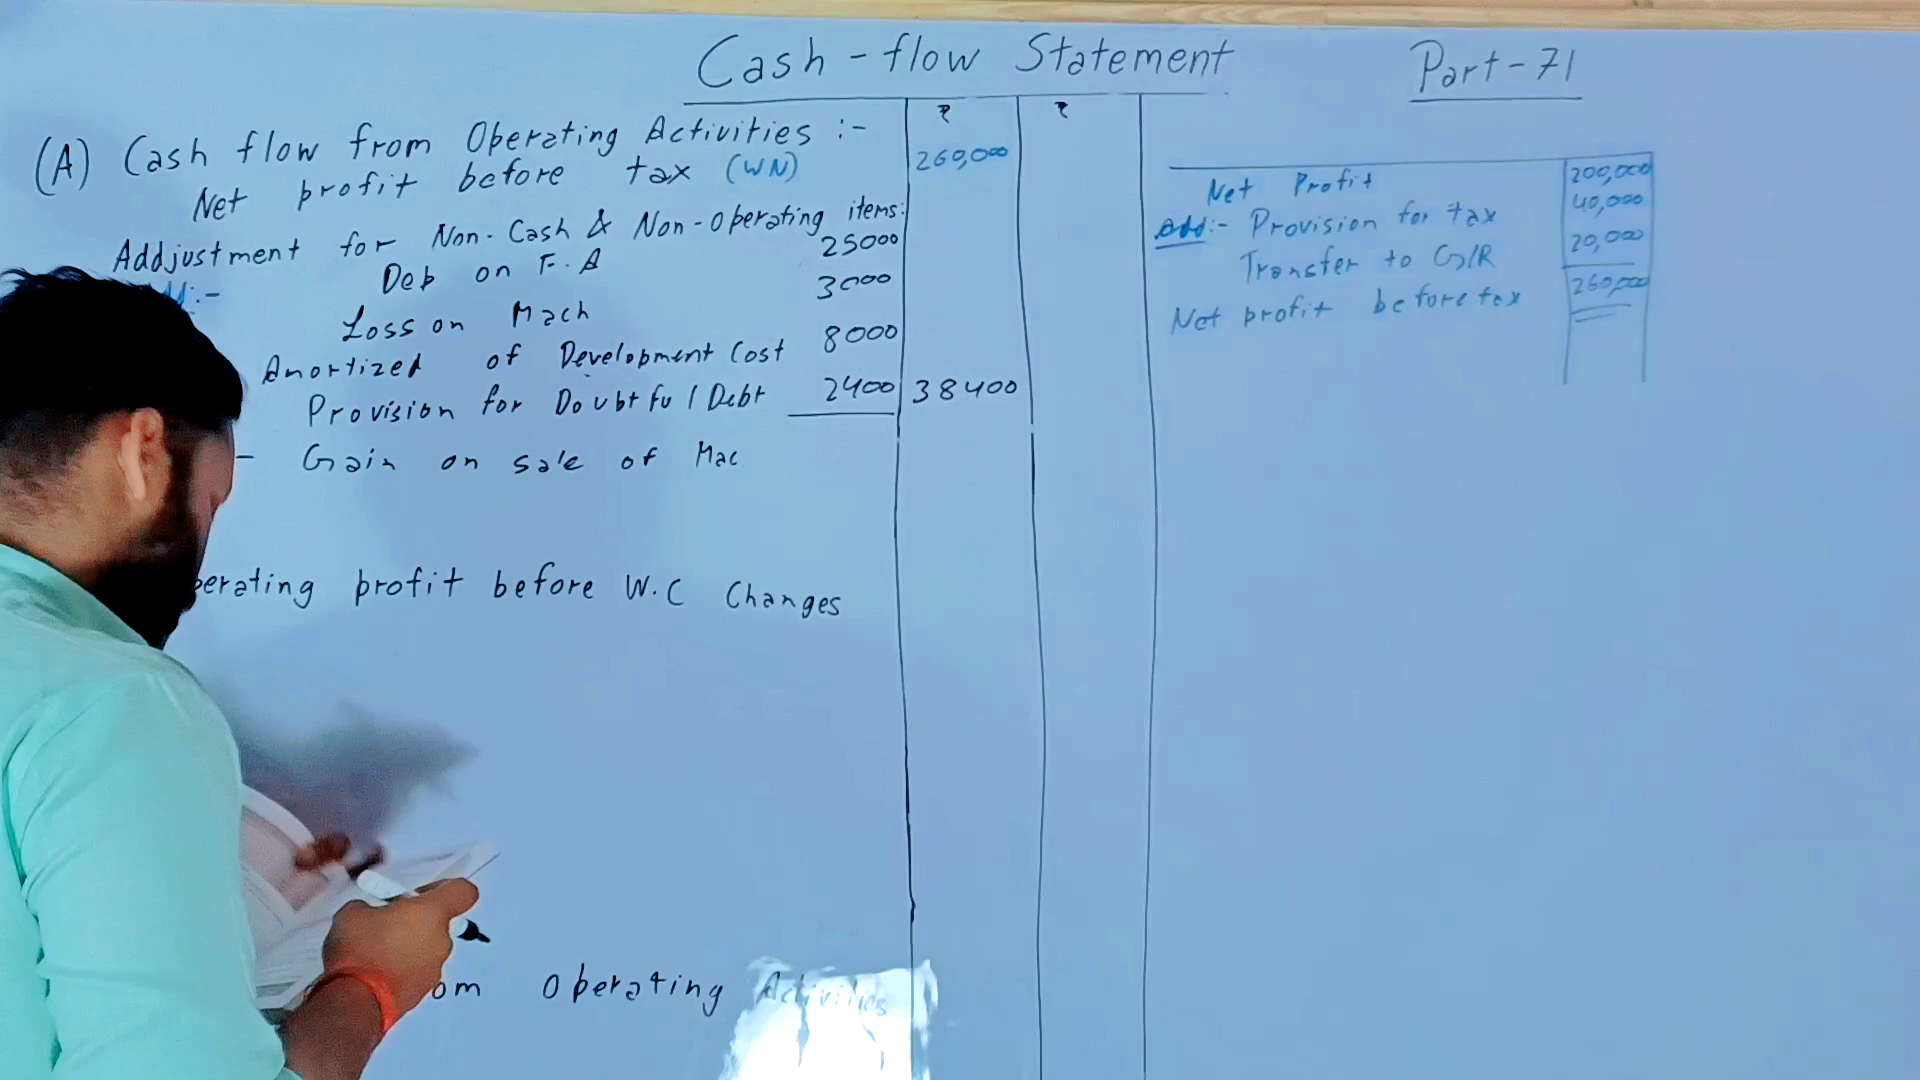 Cash-flow Statement
Part-71
₹ ₹
(A) Cash flow from Operating Activities :-
Net profit before tax (WN) 260,000
Addjustment for Non-Cash & Non-operating items:
Dep on F.A 25000
Loss on Mach 3000
Amortized of Development Cost 8000
Provision for Doubtful Debt 2400 38400
- Gain on sale of Mac
perating profit before W.C Changes
om Operating Activities
Net Profit 200,000
Add:- Provision for tax 40,000
Transfer to G/R 20,000
Net profit before tax 260,000